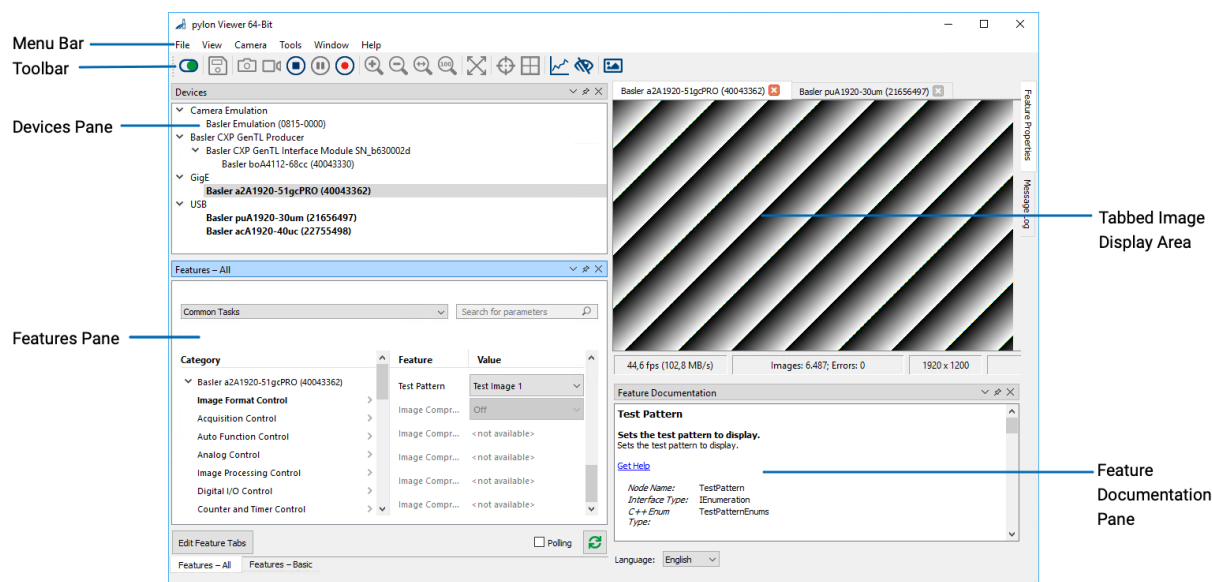 pylon Viewer 64-Bit
Menu Bar
File View Camera Tools Window Help
Toolbar
100
Devices
Basler a2A1920-51gcPRO (40043362)
Basler puA1920-30um (21656497)
Feature Properties
Message Log
Camera Emulation
Devices Pane
Basler Emulation (0815-0000)
Basler CXP GenTL Producer
Basler CXP GenTL Interface Module SN_b630002d
Basler boA4112-68cc (40043330)
GigE
Basler a2A1920-51gcPRO (40043362)
USB
Basler puA1920-30um (21656497)
Basler acA1920-40uc (22755498)
Tabbed Image
Display Area
Features – All
Common Tasks
Search for parameters
Features Pane
Category
Feature Value
Basler a2A1920-51gcPRO (40043362)
Image Format Control
Acquisition Control
Auto Function Control
Analog Control
Image Processing Control
Digital I/O Control
Counter and Timer Control
Test Pattern Test Image 1
Image Compr... Off
Image Compr... <not available>
Image Compr... <not available>
Image Compr... <not available>
Image Compr... <not available>
44,6 fps (102,8 MB/s)
Images: 6.487; Errors: 0
1920 x 1200
Feature Documentation
Test Pattern
Sets the test pattern to display.
Sets the test pattern to display.
Get Help
Node Name: TestPattern
Interface Type: IEnumeration
C++ Enum TestPatternEnums
Type:
Feature
Documentation
Pane
Edit Feature Tabs
Polling
Features – All Features – Basic
Language: English